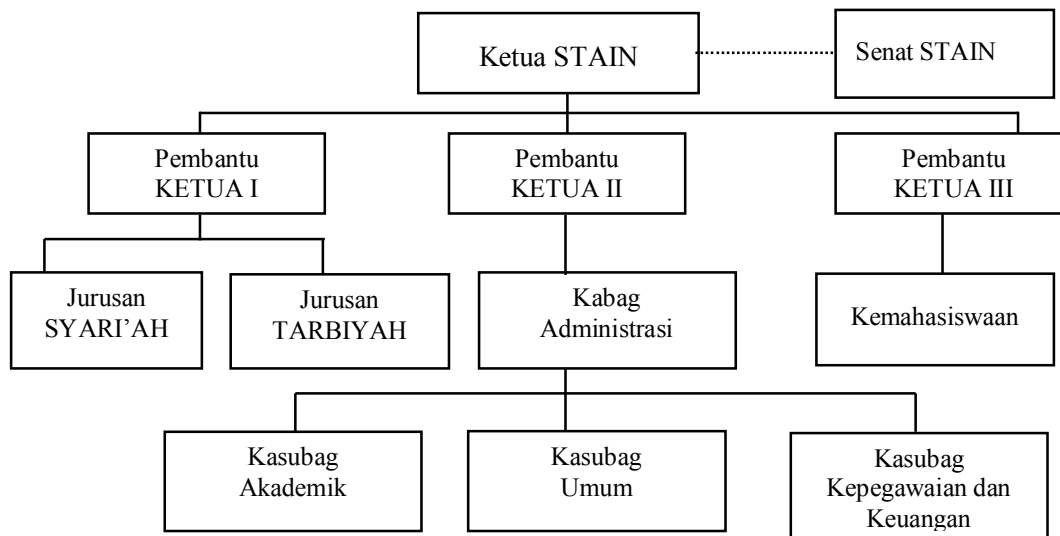 Ketua STAIN
Senat STAIN
Pembantu
KETUA I
Pembantu
KETUA II
Pembantu
KETUA III
Jurusan
SYARI’AH
Jurusan
TARBIYAH
Kabag
Administrasi
Kemahasiswaan
Kasubag
Akademik
Kasubag
Umum
Kasubag
Kepegawaian dan
Keuangan